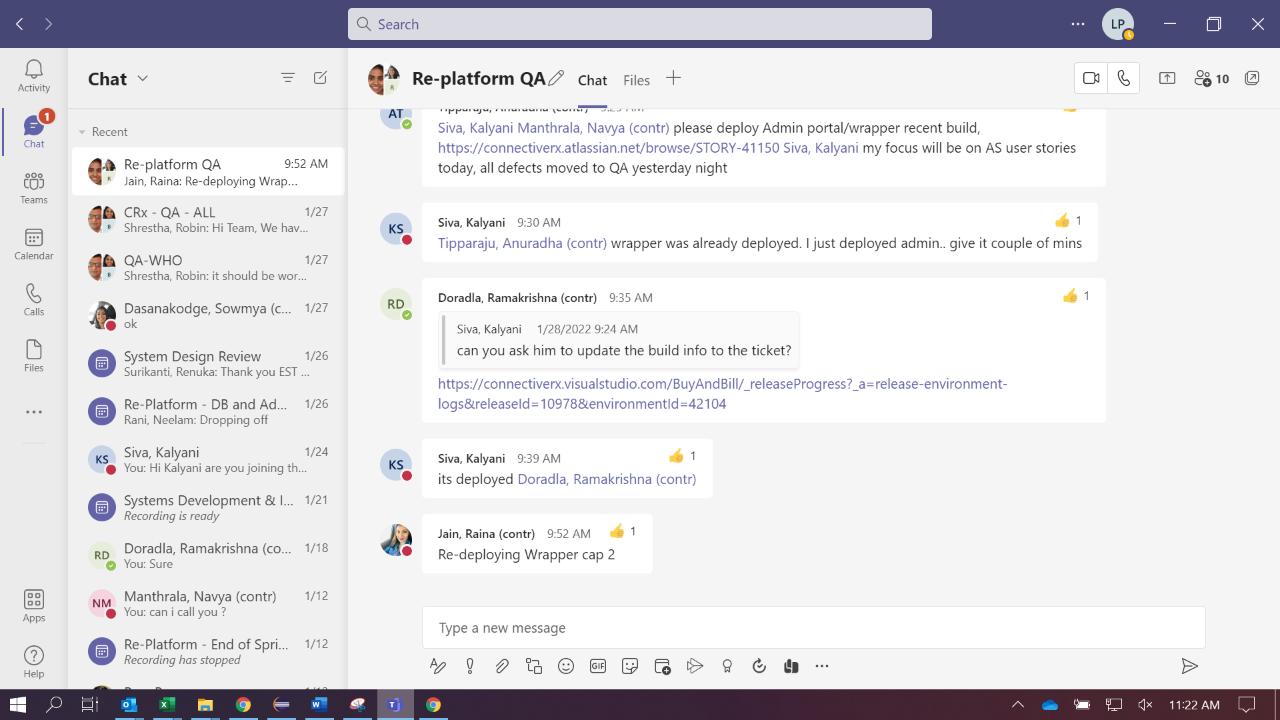 Search
LP
Activity
1
Chat
Teams
Calendar
Calls
Files
Apps
Help
Chat
Recent
Re-platform QA 9:52 AM
Jain, Raina: Re-deploying Wrap...
CRx - QA - ALL 1/27
Shrestha, Robin: Hi Team, We hav...
QA-WHO 1/27
Shrestha, Robin: it should be wor...
Dasanakodge, Sowmya (c... 1/27
ok
System Design Review 1/26
Surikanti, Renuka: Thank you EST ...
Re-Platform - DB and Ad... 1/26
Rani, Neelam: Dropping off
KS
Siva, Kalyani 1/24
You: Hi Kalyani are you joining th...
Systems Development & I... 1/21
Recording is ready
RD
Doradla, Ramakrishna (co... 1/18
You: Sure
NM
Manthrala, Navya (contr) 1/12
You: can i call you ?
Re-Platform - End of Spri... 1/12
Recording has stopped
R
Re-platform QA
Chat Files
10
AT
Tipparaju, Anuradha (contr)
Siva, Kalyani Manthrala, Navya (contr) please deploy Admin portal/wrapper recent build,
https://connectiverx.atlassian.net/browse/STORY-41150 Siva, Kalyani my focus will be on AS user stories
today, all defects moved to QA yesterday night
KS
Siva, Kalyani 9:30 AM 1
Tipparaju, Anuradha (contr) wrapper was already deployed. I just deployed admin.. give it couple of mins
RD
Doradla, Ramakrishna (contr) 9:35 AM 1
Siva, Kalyani 1/28/2022 9:24 AM
can you ask him to update the build info to the ticket?
https://connectiverx.visualstudio.com/BuyAndBill/_releaseProgress?_a=release-environment-
logs&releaseId=10978&environmentId=42104
KS
Siva, Kalyani 9:39 AM 1
its deployed Doradla, Ramakrishna (contr)
Jain, Raina (contr) 9:52 AM 1
Re-deploying Wrapper cap 2
Type a new message
GIF
11:22 AM